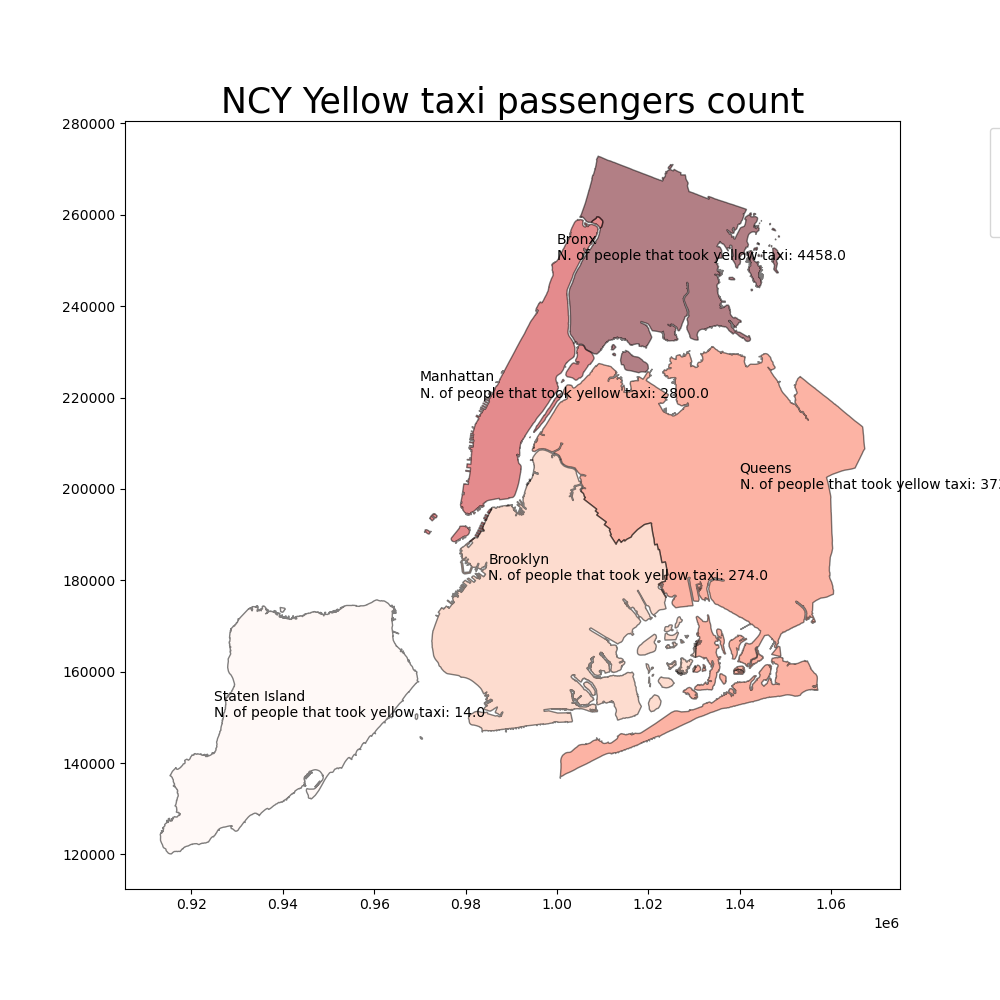 NCY Yellow taxi passengers count
280000
260000
240000
220000
200000
180000
160000
140000
120000
Bronx
N. of people that took yellow taxi: 4458.0
Manhattan
N. of people that took yellow taxi: 2800.0
Queens
N. of people that took yellow taxi:
Brooklyn
N. of people that took yellow taxi: 274.0
Staten Island
N. of people that took yellow taxi: 14.0
0.92 0.94 0.96 0.98 1.00 1.02 1.04 1.06
1e6